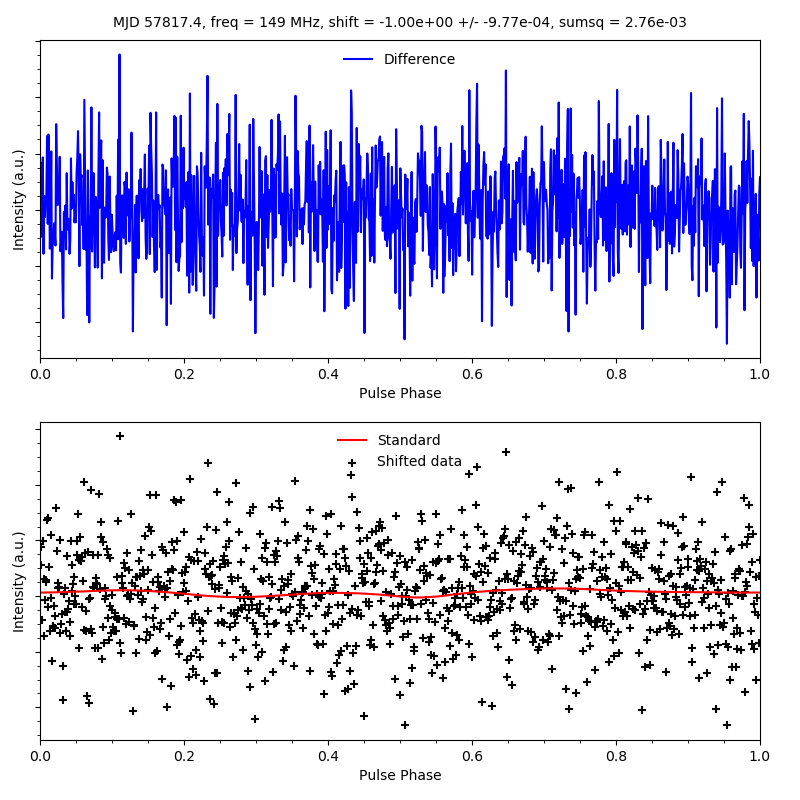 MJD 57817.4, freq = 149 MHz, shift = -1.00e+00 +/- -9.77e-04, sumsq = 2.76e-03
Difference
Intensity (a.u.)
0.0 0.2 0.4 0.6 0.8 1.0
Pulse Phase
Standard
Shifted data
Intensity (a.u.)
0.0 0.2 0.4 0.6 0.8 1.0
Pulse Phase